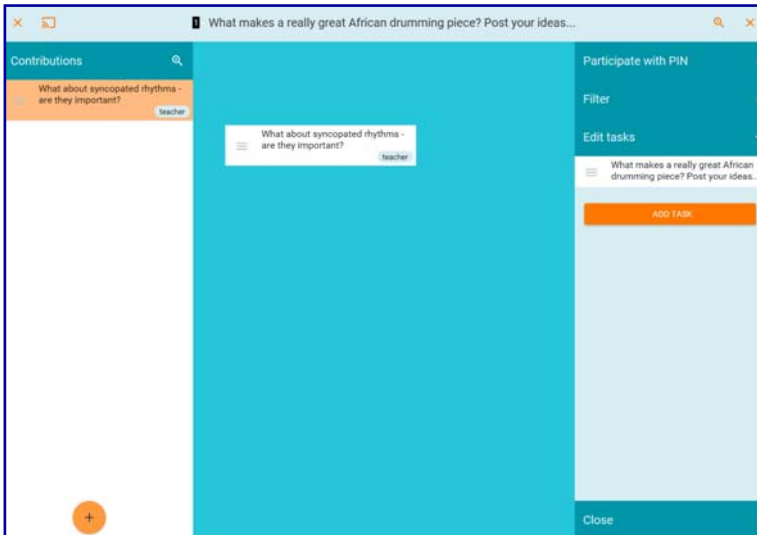 1 What makes a really great African drumming piece? Post your ideas...
Contributions
What about syncopated rhythms -
are they important?
teacher
What about syncopated rhythms -
are they important?
teacher
Participate with PIN
Filter
Edit tasks
What makes a really great African
drumming piece? Post your ideas..
ADD TASK
Close